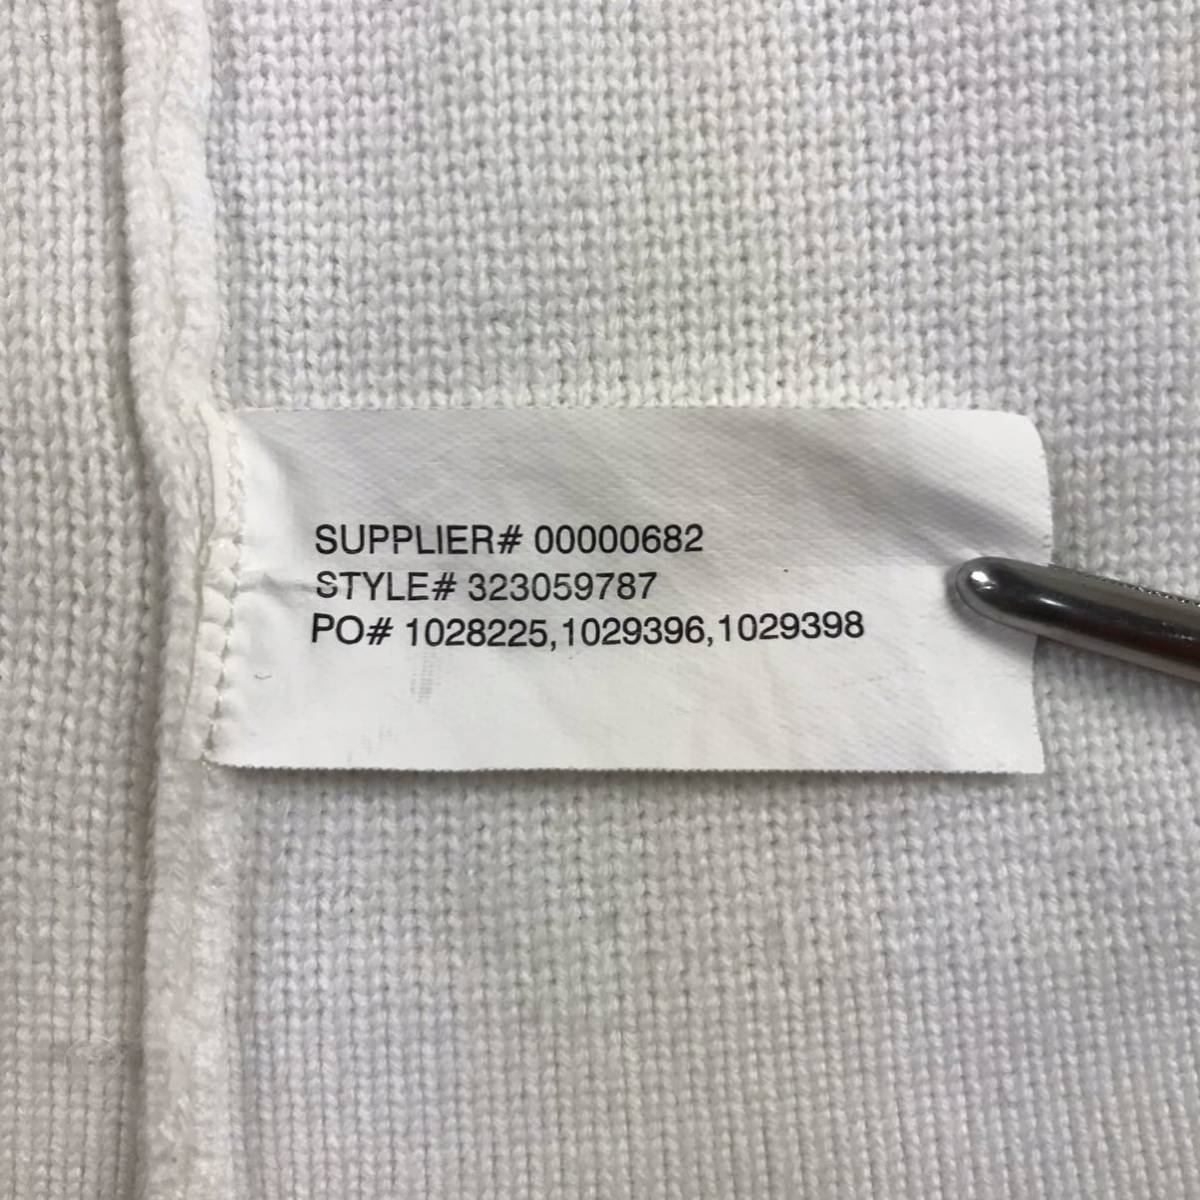 SUPPLIER# 00000682
STYLE# 323059787
PO# 1028225,1029396,1029398